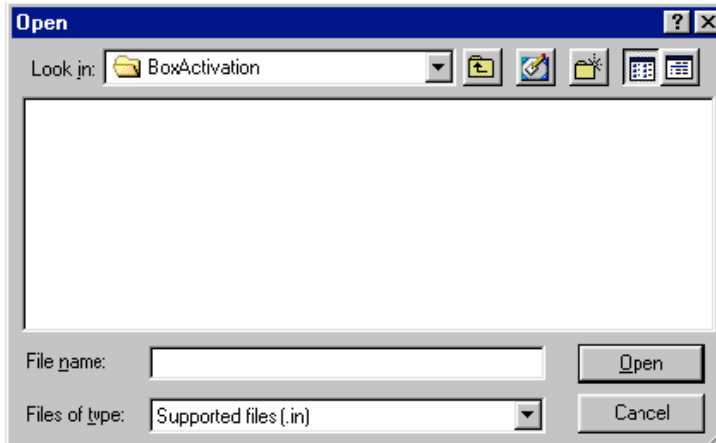 Open
Look in: BoxActivation
File name: Open
Files of type: Supported files (.in) Cancel